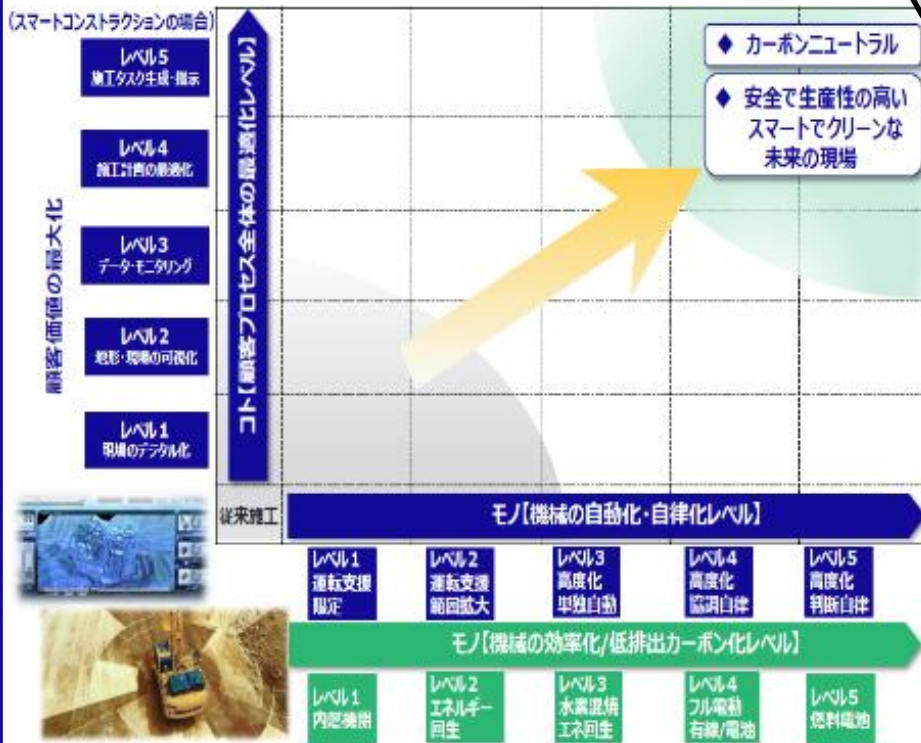 (スマートコンストラクションの場合)
レベル5
施工タスク生成・指示
レベル4
施工計画の最適化
レベル3
データ・モニタリング
レベル2
地形・現場の可視化
レベル1
現場のデジタル化
顧客価値の最大化
コト【顧客プロセス全体の最適化レベル】
◆ カーボンニュートラル
◆ 安全で生産性の高い
スマートでクリーンな
未来の現場
従来施工
モノ【機械の自動化・自律化レベル】
レベル1
運転支援
限定
レベル2
運転支援
範囲拡大
レベル3
高度化
単独自動
レベル4
高度化
協調自律
レベル5
高度化
判断自律
モノ【機械の効率化/低排出カーボン化レベル】
レベル1
内燃機関
レベル2
エネルギー
回生
レベル3
水素混焼
エネ回生
レベル4
フル電動
有線/電池
レベル5
燃料電池